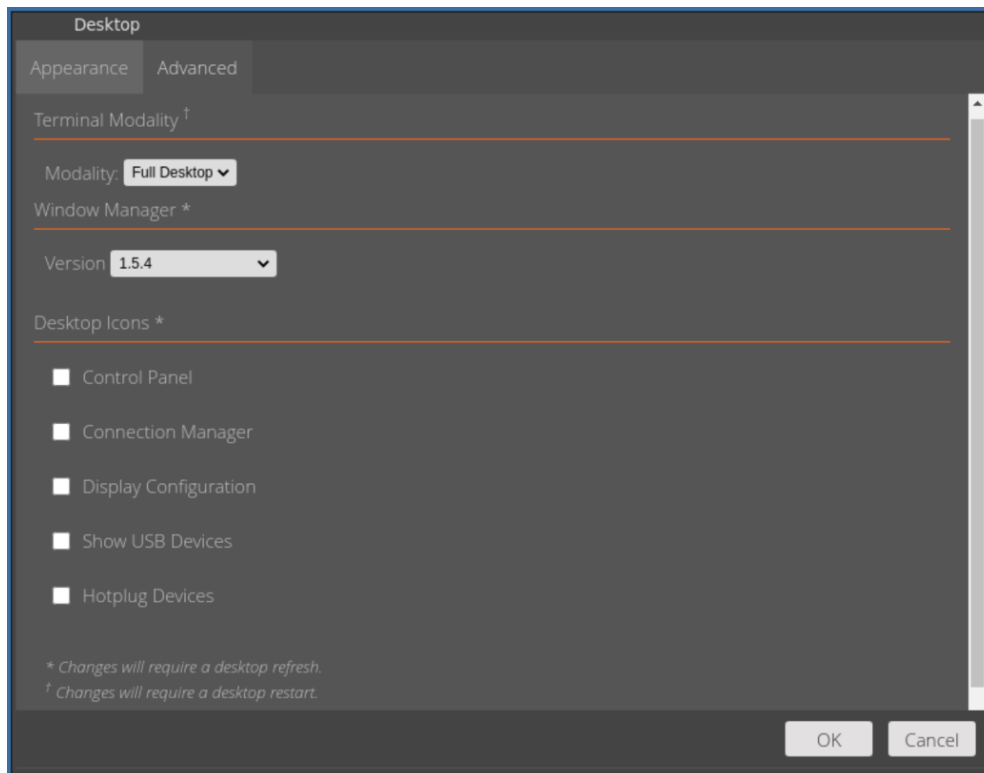 Desktop
Appearance Advanced
Terminal Modality †
Modality: Full Desktop
Window Manager *
Version 1.5.4
Desktop Icons *
Control Panel
Connection Manager
Display Configuration
Show USB Devices
Hotplug Devices
* Changes will require a desktop refresh.
† Changes will require a desktop restart.
OK Cancel